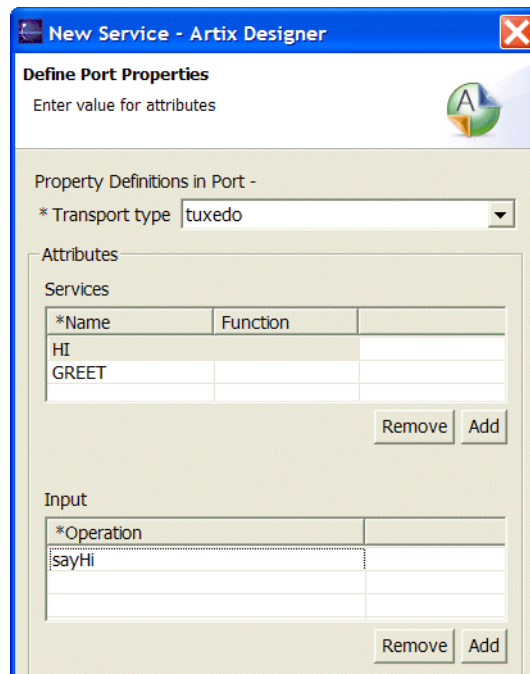 New Service - Artix Designer
Define Port Properties
Enter value for attributes
A
Property Definitions in Port -
* Transport type tuxedo
Attributes
Services
*Name Function
HI
GREET
Remove Add
Input
*Operation
sayHi
Remove Add